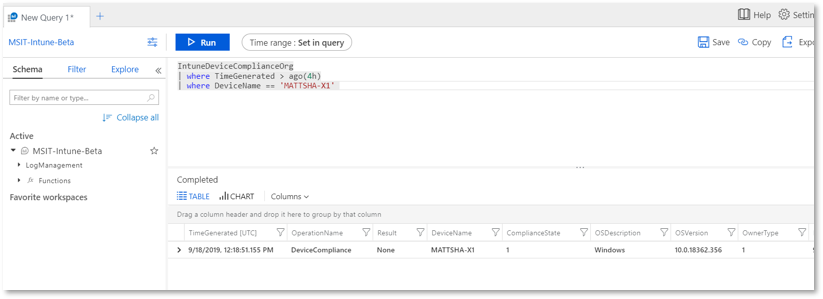 New Query 1*
+
Help
MSIT-Intune-Beta
Run
Time range : Set in query
Save
Copy
Schema
Filter
Explore
«
Filter by name or type...
Collapse all
Active
MSIT-Intune-Beta
LogManagement
fx Functions
Favorite workspaces
IntuneDeviceComplianceOrg
| where TimeGenerated > ago(4h)
| where DeviceName == 'MATTSHA-X1'
...
Completed
TABLE
CHART
Columns
Drag a column header and drop it here to group by that column
TimeGenerated [UTC] OperationName Result DeviceName ComplianceState OSDescription OSVersion OwnerType
9/18/2019, 12:18:51.155 PM DeviceCompliance None MATTSHA-X1 1 Windows 10.0.18362.356 1